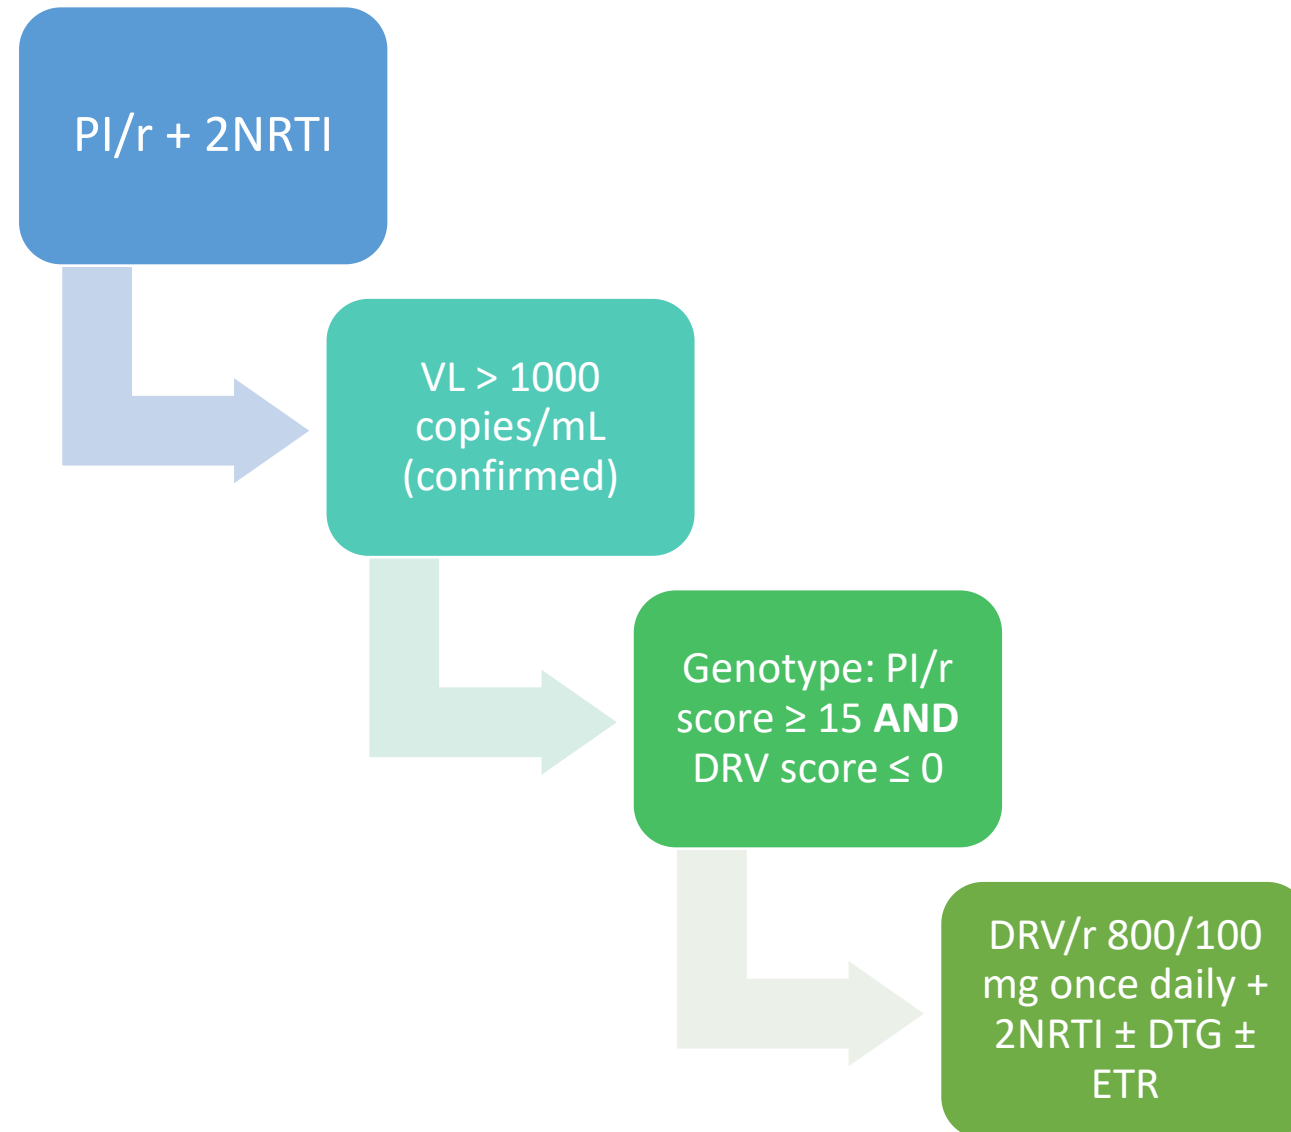 PI/r + 2NRTI
VL > 1000
copies/mL
(confirmed)
Genotype: PI/r
score ≥ 15 AND
DRV score ≤ 0
DRV/r 800/100
mg once daily +
2NRTI ± DTG ±
ETR